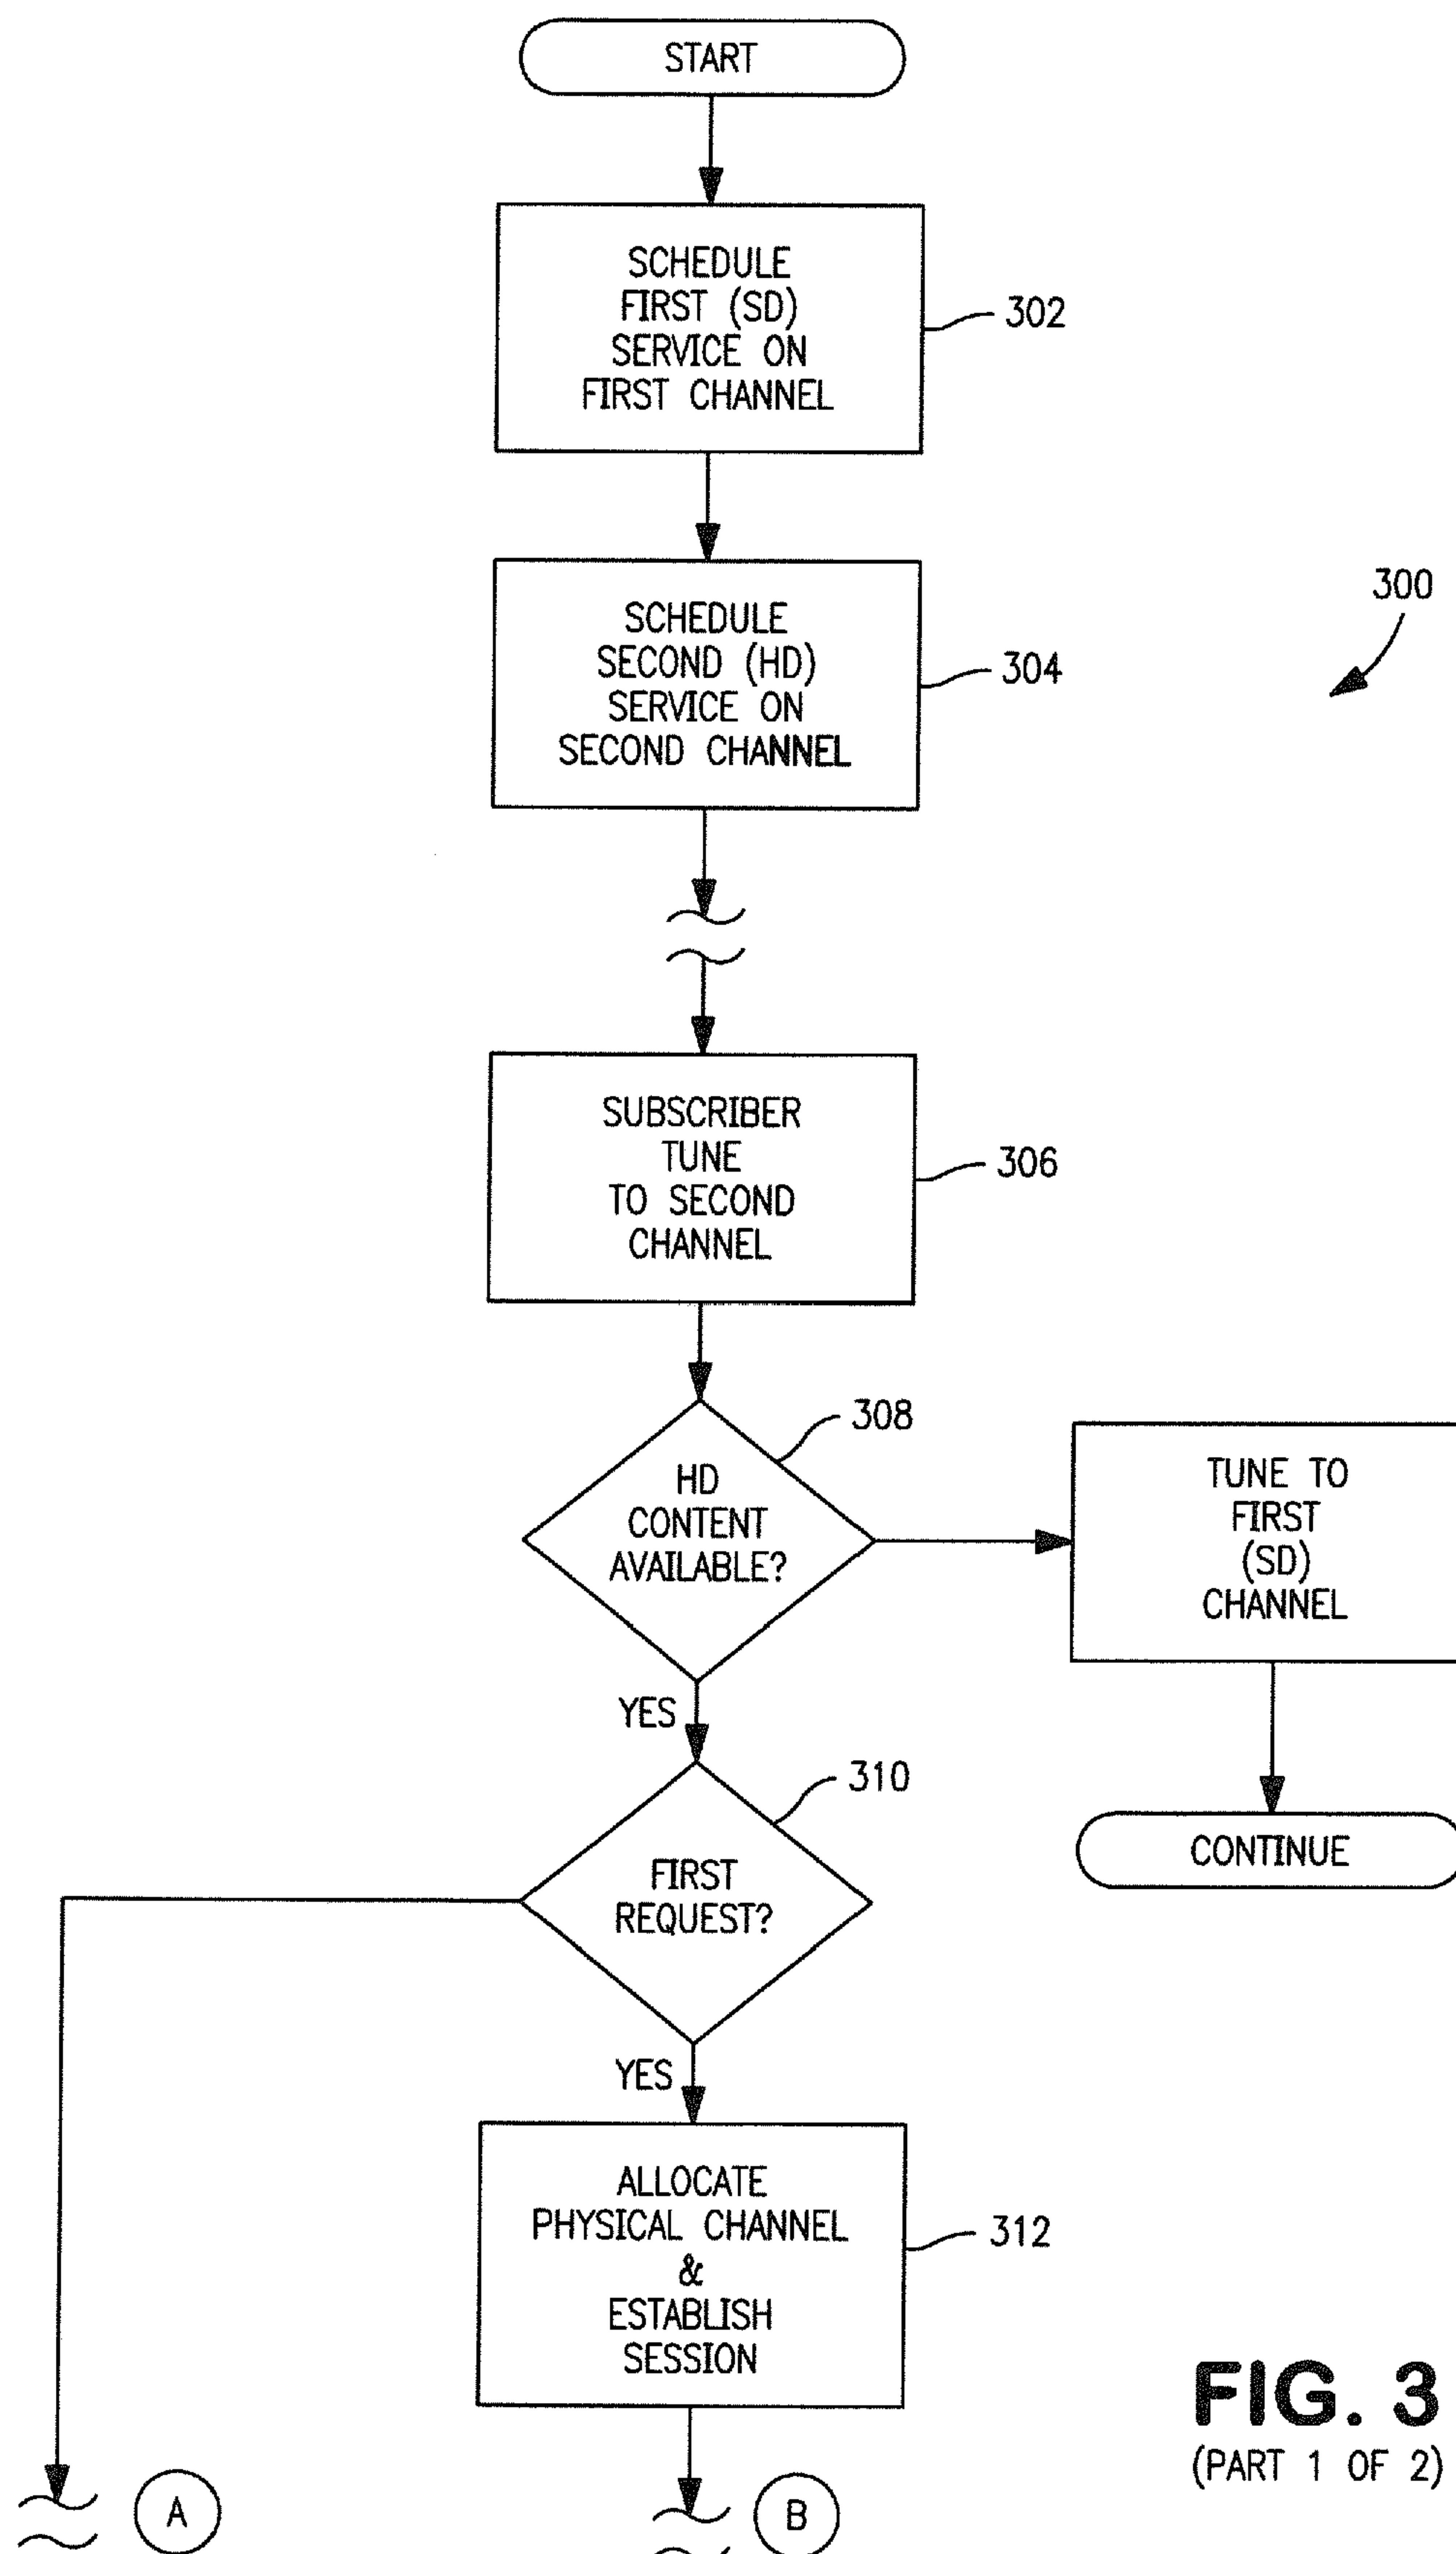 START
SCHEDULE
FIRST (SD)
SERVICE ON
FIRST CHANNEL
302
SCHEDULE
SECOND (HD)
SERVICE ON
SECOND CHANNEL
304
300
SUBSCRIBER
TUNE
TO SECOND
CHANNEL
306
308
HD
CONTENT
AVAILABLE?
TUNE TO
FIRST
(SD)
CHANNEL
YES
310
CONTINUE
FIRST
REQUEST?
YES
ALLOCATE
PHYSICAL CHANNEL
&
ESTABLISH
SESSION
312
FIG. 3
(PART 1 OF 2)
A
B